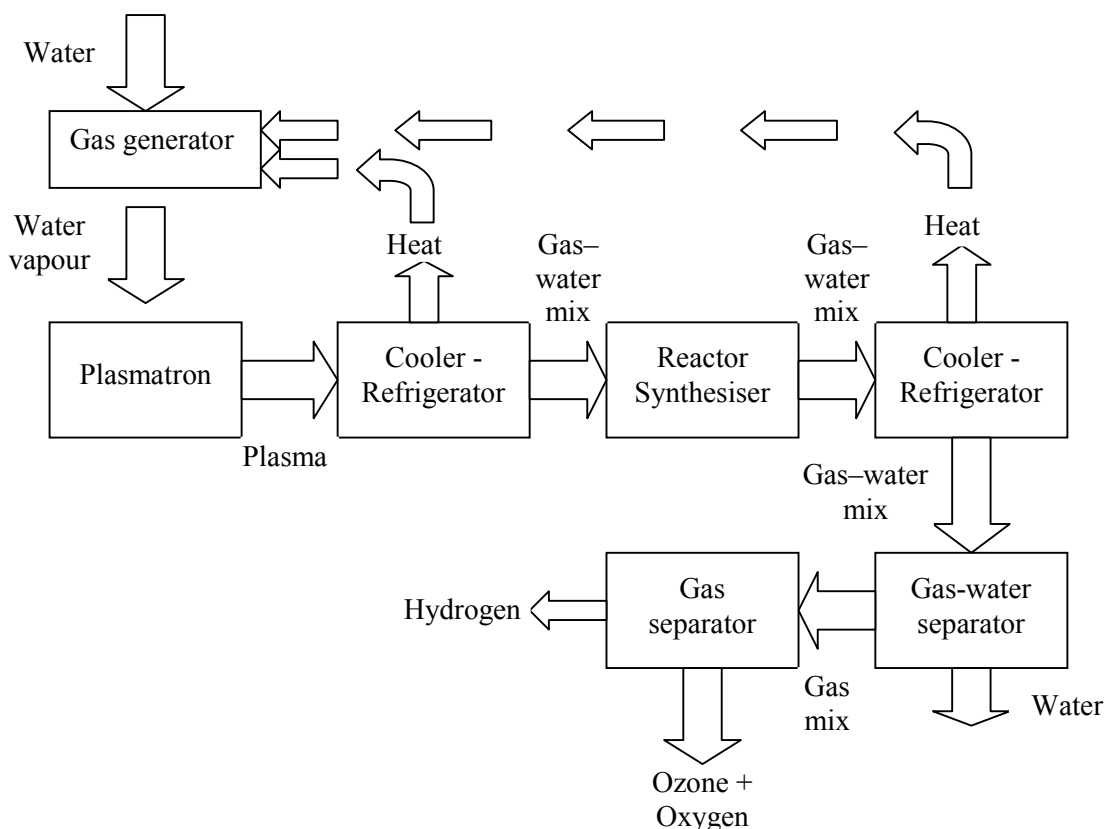 Water
Gas generator
Water
vapour
Heat
Gas–
water
mix
Gas–
water
mix
Heat
Plasmatron
Plasma
Cooler -
Refrigerator
Reactor
Synthesiser
Cooler -
Refrigerator
Gas–water
mix
Hydrogen
Gas
separator
Gas
mix
Gas-water
separator
Water
Ozone +
Oxygen